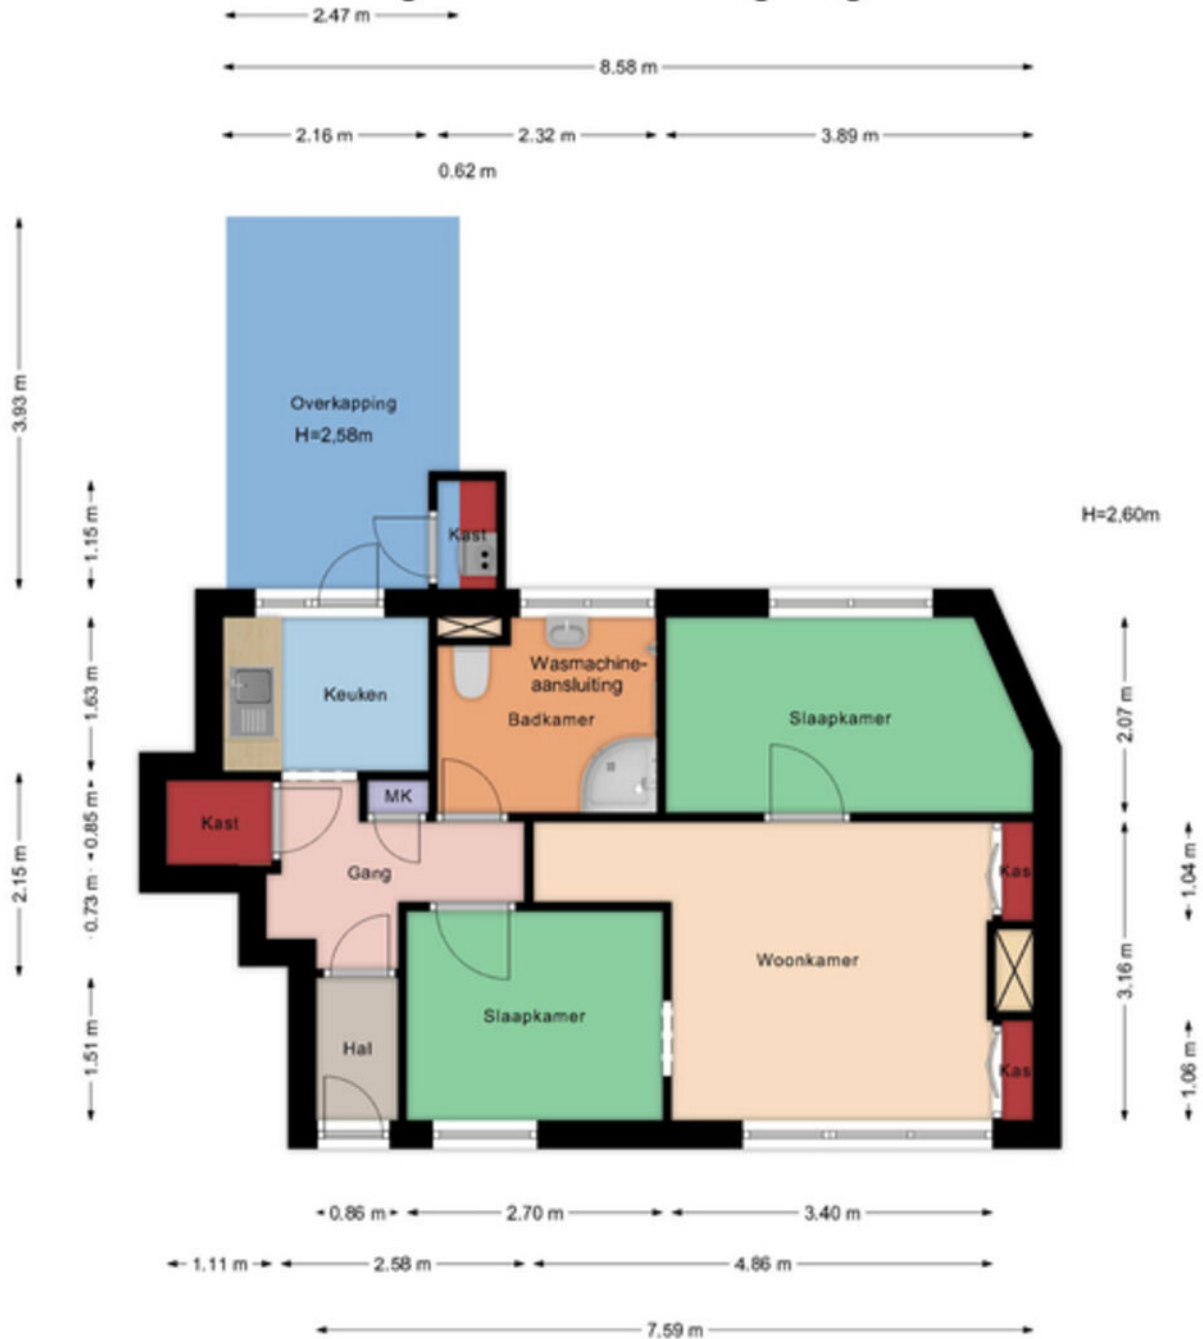 2.47 m
8.58 m
2.16 m
2.32 m
3.89 m
0.62 m
3.93 m
Overkapping
H=2,58m
1.15 m
Kast
H=2,60m
1.63 m
Keuken
Wasmachine-
aansluiting
Badkamer
Slaapkamer
2.07 m
2.15 m
0.85 m
Kast
MK
0.73 m
Gang
Kas
1.04 m
Woonkamer
3.16 m
1.51 m
Hal
Slaapkamer
Kas
1.06 m
0.86 m
2.70 m
3.40 m
1.11 m
2.58 m
4.86 m
7.59 m